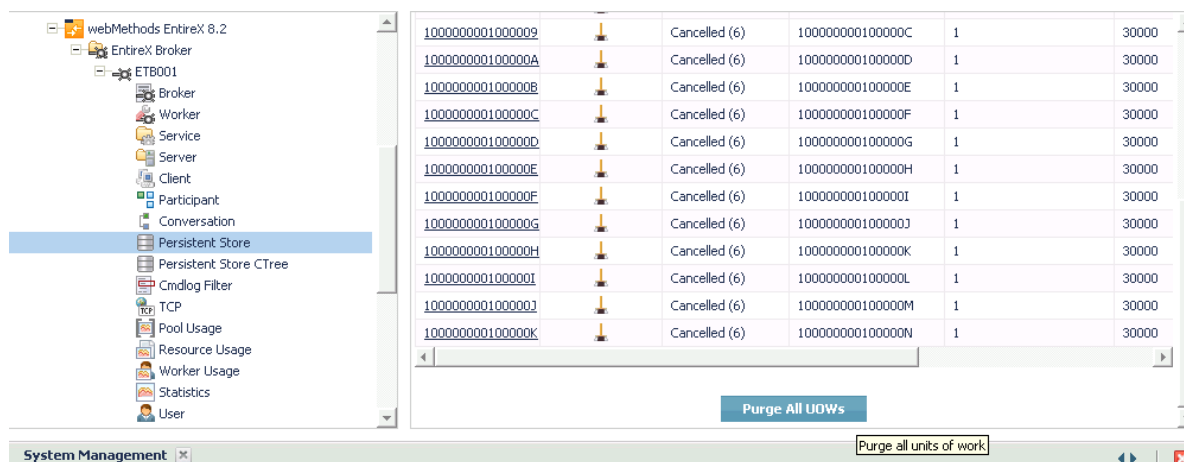 webMethods EntireX 8.2
EntireX Broker
ETB001
Broker
Worker
Service
Server
Client
Participant
Conversation
Persistent Store
Persistent Store CTree
Cmdlog Filter
TCP TCP
Pool Usage
Resource Usage
Worker Usage
Statistics
User
1000000001000009 Cancelled (6) 100000000100000C 1 30000
100000000100000A Cancelled (6) 100000000100000D 1 30000
100000000100000B Cancelled (6) 100000000100000E 1 30000
100000000100000C Cancelled (6) 100000000100000F 1 30000
100000000100000D Cancelled (6) 100000000100000G 1 30000
100000000100000E Cancelled (6) 100000000100000H 1 30000
100000000100000F Cancelled (6) 100000000100000I 1 30000
100000000100000G Cancelled (6) 100000000100000J 1 30000
100000000100000H Cancelled (6) 100000000100000K 1 30000
100000000100000I Cancelled (6) 100000000100000L 1 30000
100000000100000J Cancelled (6) 100000000100000M 1 30000
100000000100000K Cancelled (6) 100000000100000N 1 30000
Purge All UOWs
Purge all units of work
System Management